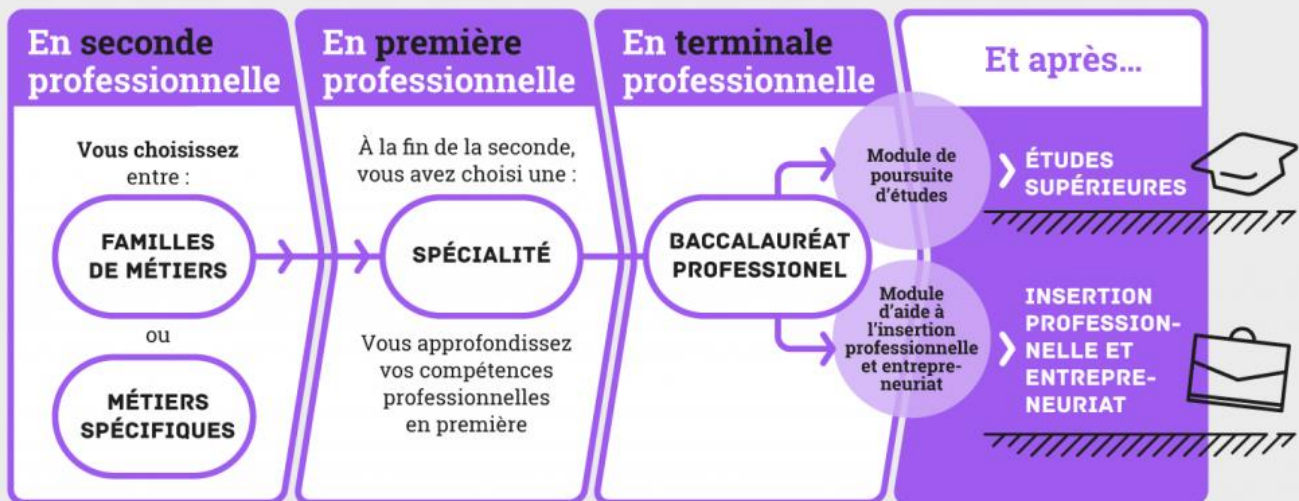 En seconde
professionnelle
Vous choisissez
entre :
FAMILLES
DE MÉTIERS
ou
MÉTIERS
SPÉCIFIQUES
En première
professionnelle
À la fin de la seconde,
vous avez choisi une :
SPÉCIALITÉ
Vous approfondissez
vos compétences
professionnelles
en première
En terminale
professionnelle
BACCALAURÉAT
PROFESSIONEL
Module de
poursuite
d'études
Module
d'aide à
l'insertion
professionnelle
et entrepre-
neuriat
Et après...
ÉTUDES
SUPÉRIEURES
INSERTION
PROFESSION-
NELLE ET
ENTREPRE-
NEURIAT